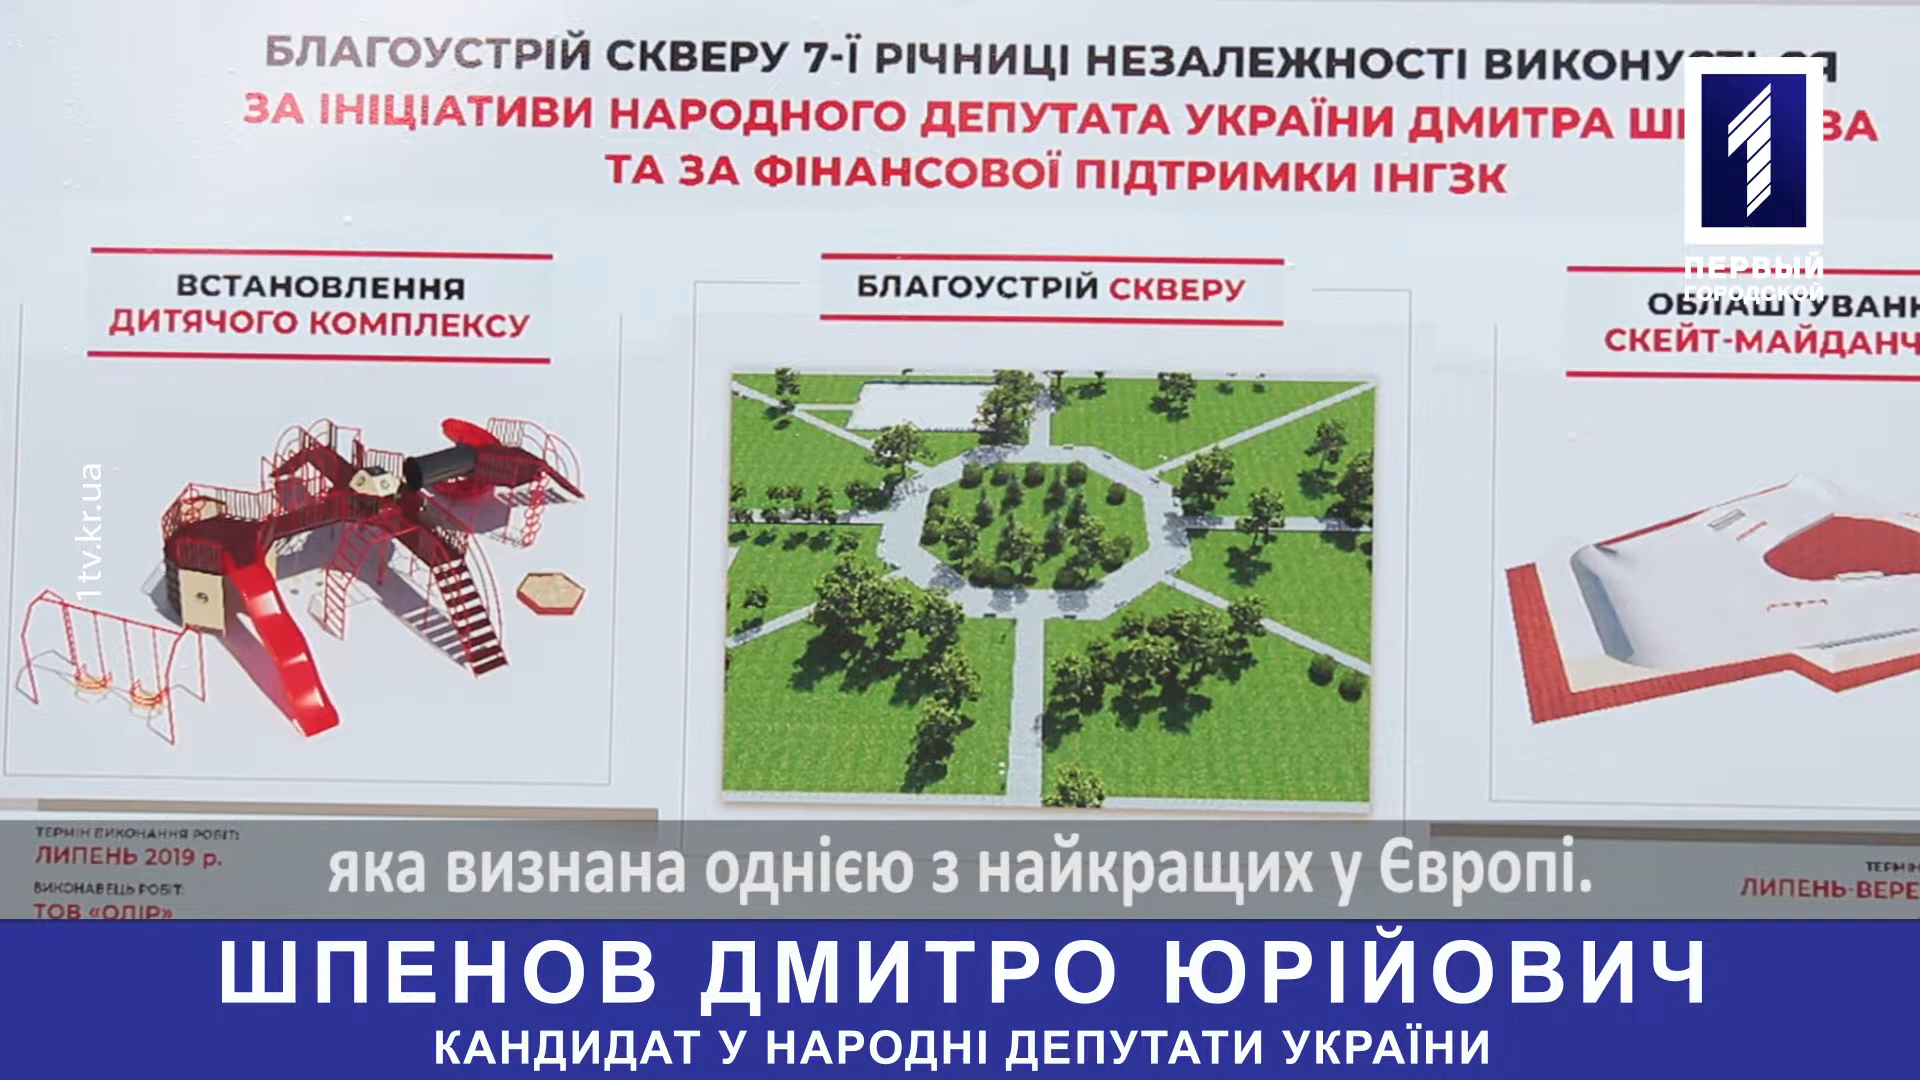 БЛАГОУСТРІЙ СКВЕРУ 7-Ї РІЧНИЦІ НЕЗАЛЕЖНОСТІ
ЗА ІНІЦІАТИВИ НАРОДНОГО ДЕПУТАТА УКРАЇНИ ДМИТРА
ТА ЗА ФІНАНСОВОЇ ПІДТРИМКИ ІНГЗК
ПЕРВЫЙ
ГОРОДСКОЙ
ВСТАНОВЛЕННЯ
ДИТЯЧОГО КОМПЛЕКСУ
БЛАГОУСТРІЙ СКВЕРУ
ОБЛАШТУВАНН
СКЕЙТ-МАЙДАНЧ
1tv.kr.ua
ТЕРМІН ВИКОНАННЯ РОБІТ:
ЛИПЕНЬ 2019 р.
ВИКОНАВЕЦЬ РОБІТ:
ТОВ «ОЛІР»
ТЕРМІН
ЛИПЕНЬ-ВЕРЕ
яка визнана однією з найкращих у Європі.
ШПЕНОВ ДМИТРО ЮРІЙОВИЧ
КАНДИДАТ У НАРОДНІ ДЕПУТАТИ УКРАЇНИ